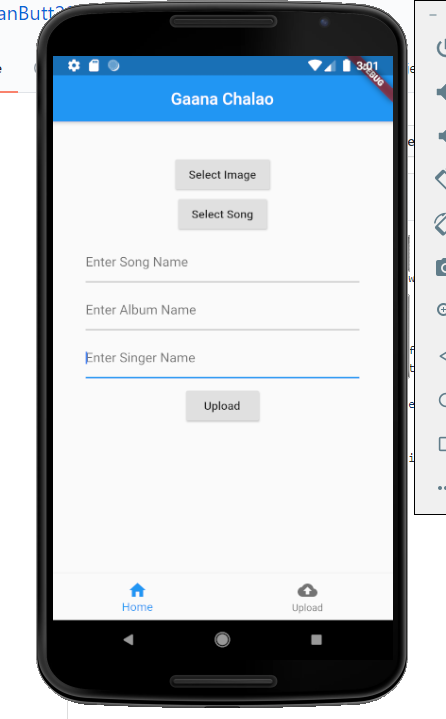 anButt3
3:01
DEBUG
Gaana Chalao
Select Image
Select Song
Enter Song Name
Enter Album Name
Enter Singer Name
Upload
Home
Upload